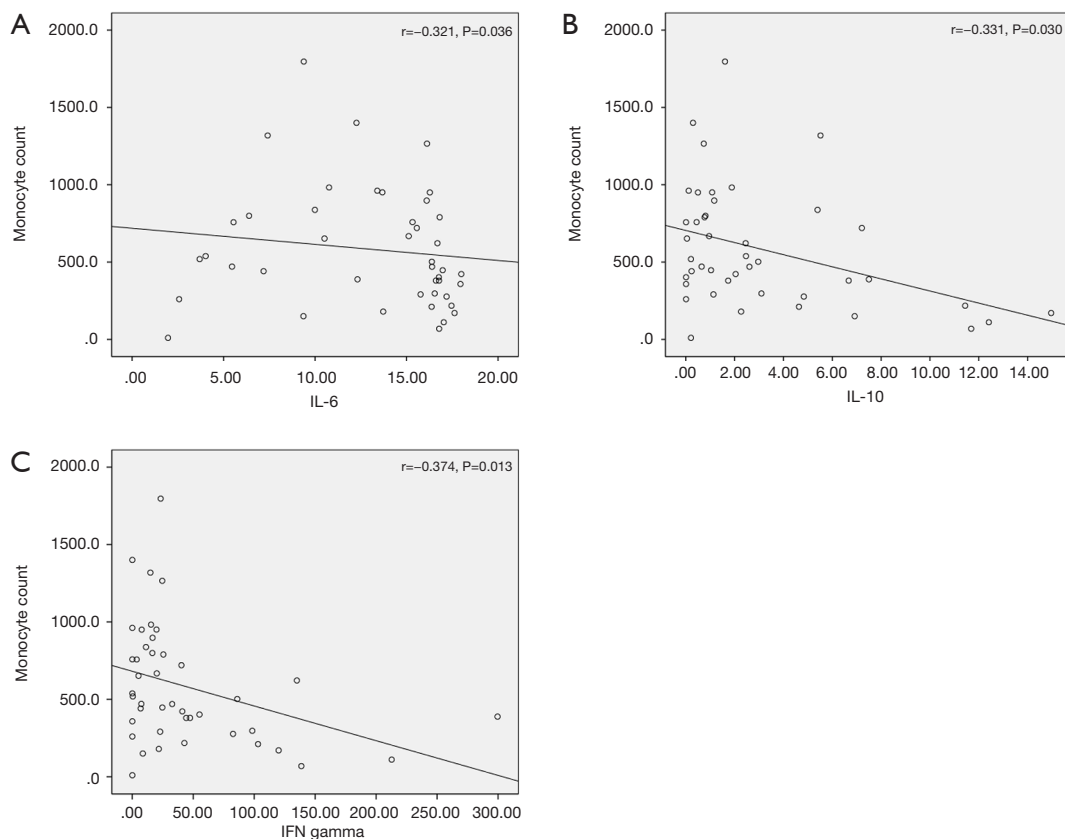 A
r=−0.321, P=0.036
Monocyte count
2000.0
1500.0
1000.0
500.0
.0
.00 5.00 10.00 15.00 20.00
IL-6
B
r=−0.331, P=0.030
Monocyte count
2000.0
1500.0
1000.0
500.0
.0
.00 2.00 4.00 6.00 8.00 10.00 12.00 14.00
IL-10
C
r=−0.374, P=0.013
Monocyte count
2000.0
1500.0
1000.0
500.0
.0
.00 50.00 100.00 150.00 200.00 250.00 300.00
IFN gamma